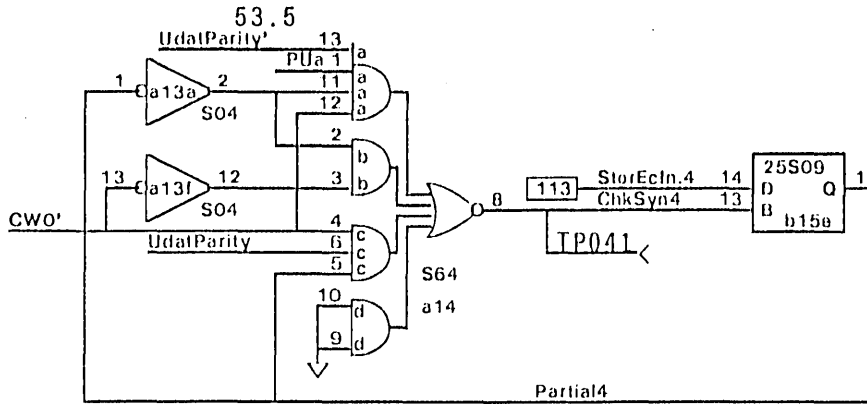 53.5
UdatParity' 13 a
PUa 1 a
1 a13a 2 11 a
S04 12 a
2 b
13 a13f 12 3 b
S04
CW0' 4 c
UdatParity 6 c
5 c
10 d
9 d
8
S64
a14
113 StorEcIn.4 14 D 25S09 Q 1
ChkSyn4 13 B
b15e
TP041
Partial4